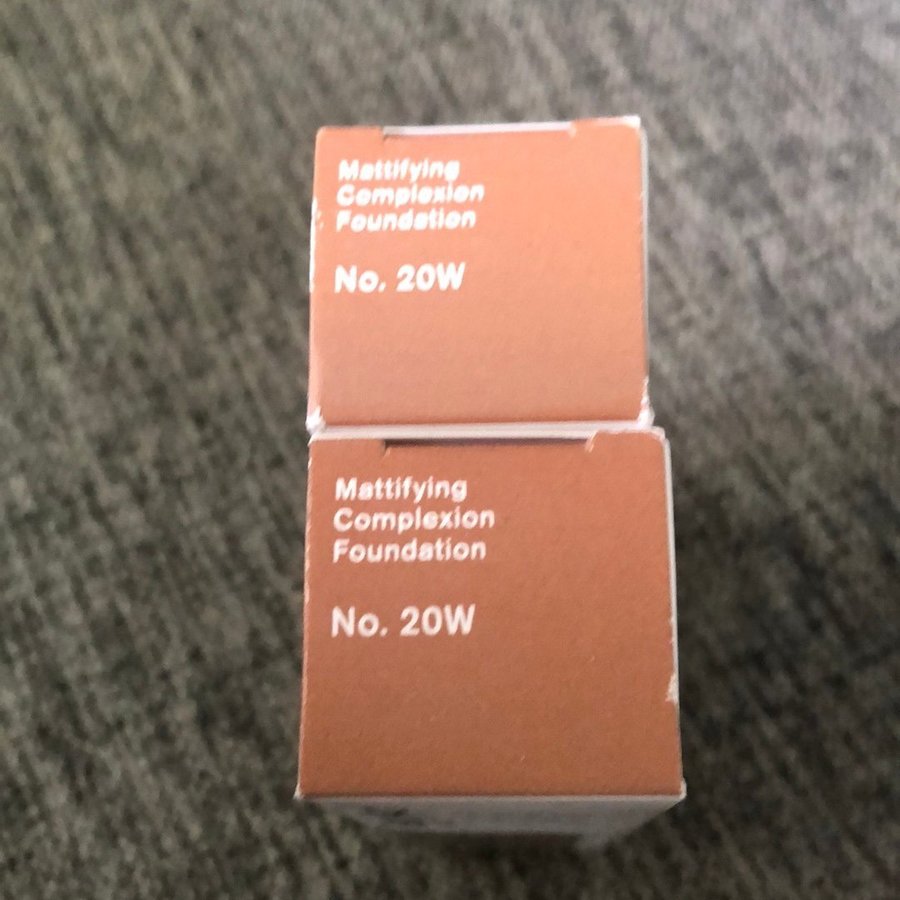 Mattifying
Complexion
Foundation
No. 20W
Mattifying
Complexion
Foundation
No. 20W